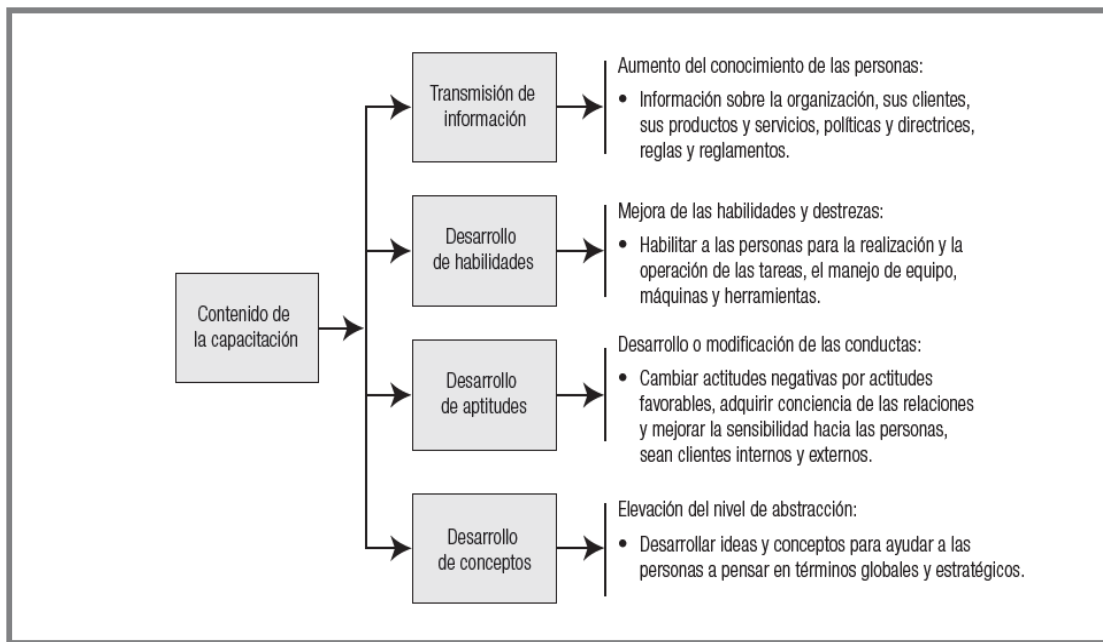 Contenido de
la capacitación
Transmisión de
información
Aumento del conocimiento de las personas:
• Información sobre la organización, sus clientes,
sus productos y servicios, políticas y directrices,
reglas y reglamentos.
Desarrollo
de habilidades
Mejora de las habilidades y destrezas:
• Habilitar a las personas para la realización y la
operación de las tareas, el manejo de equipo,
máquinas y herramientas.
Desarrollo
de aptitudes
Desarrollo o modificación de las conductas:
• Cambiar actitudes negativas por actitudes
favorables, adquirir conciencia de las relaciones
y mejorar la sensibilidad hacia las personas,
sean clientes internos y externos.
Desarrollo
de conceptos
Elevación del nivel de abstracción:
• Desarrollar ideas y conceptos para ayudar a las
personas a pensar en términos globales y estratégicos.